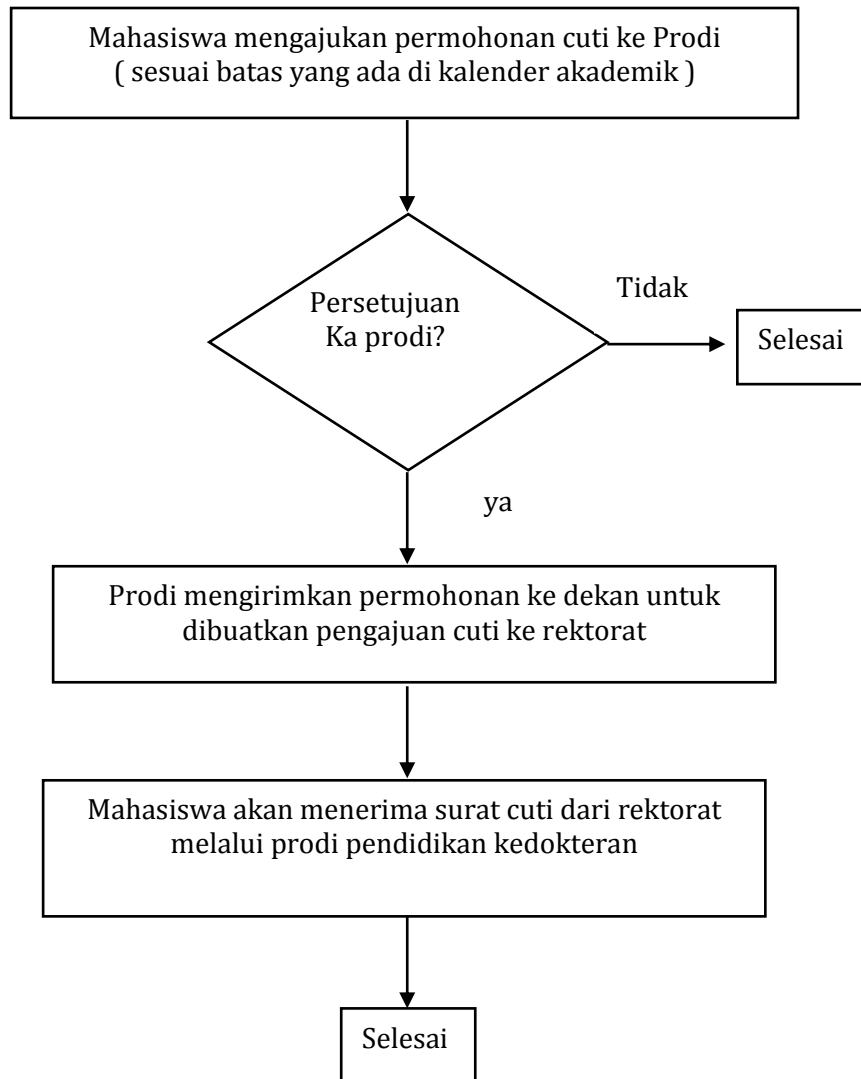 Mahasiswa mengajukan permohonan cuti ke Prodi
( sesuai batas yang ada di kalender akademik )
Persetujuan
Ka prodi?
Tidak
Selesai
ya
Prodi mengirimkan permohonan ke dekan untuk
dibuatkan pengajuan cuti ke rektorat
Mahasiswa akan menerima surat cuti dari rektorat
melalui prodi pendidikan kedokteran
Selesai